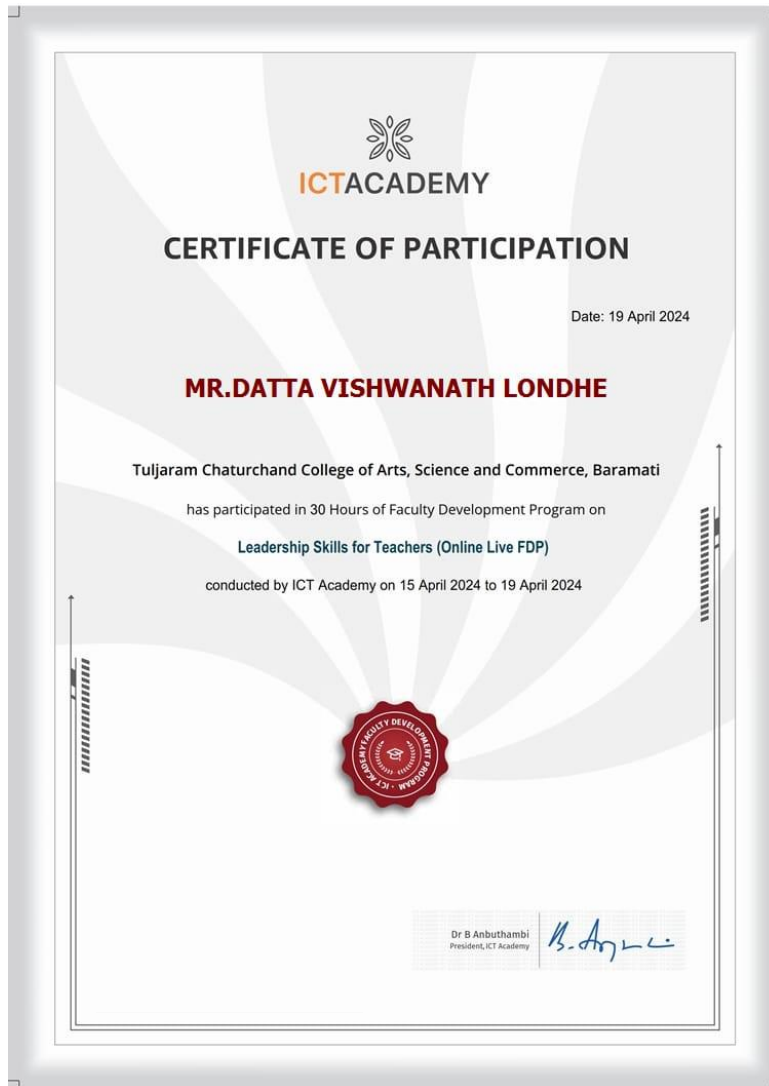 ICTACADEMY
CERTIFICATE OF PARTICIPATION
Date: 19 April 2024
MR.DATTA VISHWANATH LONDHE
Tuljaram Chaturchand College of Arts, Science and Commerce, Baramati
has participated in 30 Hours of Faculty Development Program on
Leadership Skills for Teachers (Online Live FDP)
conducted by ICT Academy on 15 April 2024 to 19 April 2024
FACULTY DEVELOPMENT PROGRAM • ICT ACADEMY
Dr B Anbuthambi
President, ICT Academy